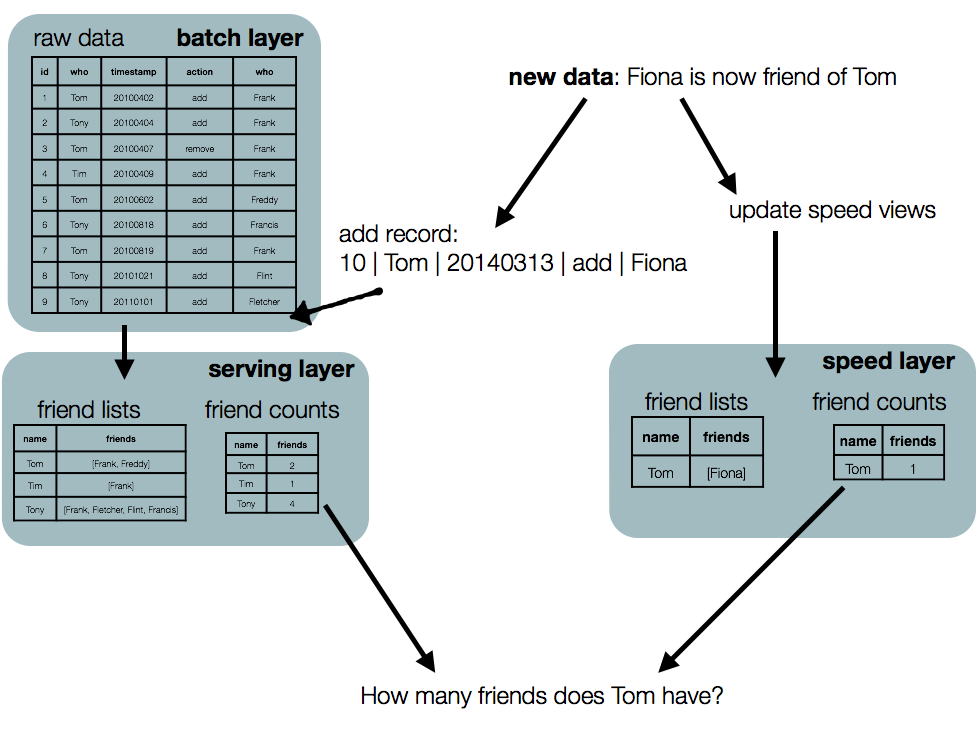 raw data batch layer
id who timestamp action who
1 Tom 20100402 add Frank
2 Tony 20100404 add Frank
3 Tom 20100407 remove Frank
4 Tim 20100409 add Frank
5 Tom 20100602 add Freddy
6 Tony 20100818 add Francis
7 Tom 20100819 add Frank
8 Tony 20101021 add Flint
9 Tony 20110101 add Fletcher
new data: Fiona is now friend of Tom
add record:
10 | Tom | 20140313 | add | Fiona
update speed views
serving layer
friend lists
name friends
Tom [Frank, Freddy]
Tim [Frank]
Tony [Frank, Fletcher, Flint, Francis]
friend counts
name friends
Tom 2
Tim 1
Tony 4
speed layer
friend lists
name friends
Tom [Fiona]
friend counts
name friends
Tom 1
How many friends does Tom have?